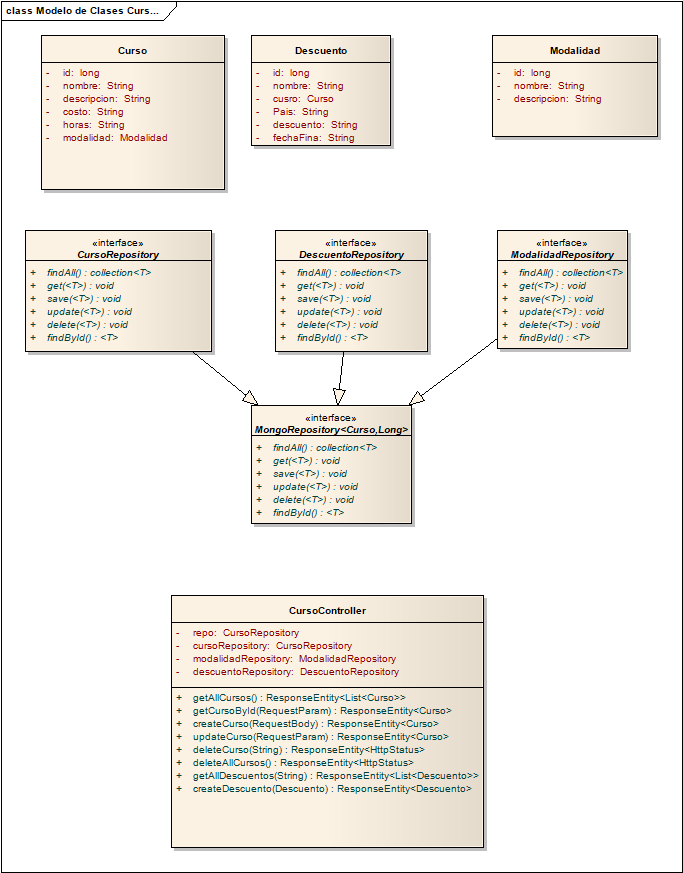 class Modelo de Clases Curs...
Curso
- id: long
- nombre: String
- descripcion: String
- costo: String
- horas: String
- modalidad: Modalidad
Descuento
- id: long
- nombre: String
- cusro: Curso
- Pais: String
- descuento: String
- fechaFina: String
Modalidad
- id: long
- nombre: String
- descripcion: String
«interface»
CursoRepository
+ findAll() : collection<T>
+ get(<T>) : void
+ save(<T>) : void
+ update(<T>) : void
+ delete(<T>) : void
+ findById() : <T>
«interface»
DescuentoRepository
+ findAll() : collection<T>
+ get(<T>) : void
+ save(<T>) : void
+ update(<T>) : void
+ delete(<T>) : void
+ findById() : <T>
«interface»
ModalidadRepository
+ findAll() : collection<T>
+ get(<T>) : void
+ save(<T>) : void
+ update(<T>) : void
+ delete(<T>) : void
+ findById() : <T>
«interface»
MongoRepository<Curso,Long>
+ findAll() : collection<T>
+ get(<T>) : void
+ save(<T>) : void
+ update(<T>) : void
+ delete(<T>) : void
+ findById() : <T>
CursoController
- repo: CursoRepository
- cursoRepository: CursoRepository
- modalidadRepository: ModalidadRepository
- descuentoRepository: DescuentoRepository
+ getAllCursos() : ResponseEntity<List<Curso>>
+ getCursoById(RequestParam) : ResponseEntity<Curso>
+ createCurso(RequestBody) : ResponseEntity<Curso>
+ updateCurso(RequestParam) : ResponseEntity<Curso>
+ deleteCurso(String) : ResponseEntity<HttpStatus>
+ deleteAllCursos() : ResponseEntity<HttpStatus>
+ getAllDescuentos(String) : ResponseEntity<List<Descuento>>
+ createDescuento(Descuento) : ResponseEntity<Descuento>